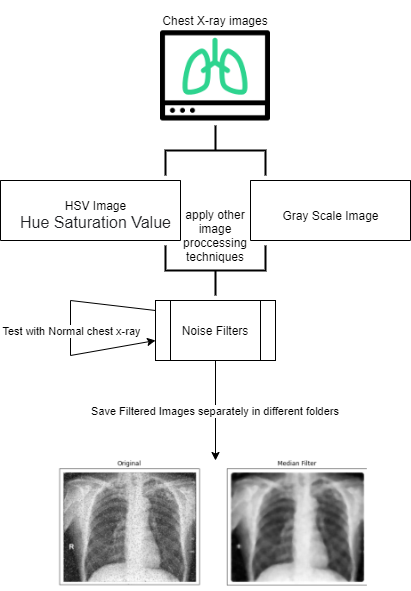 Chest X-ray images
HSV Image
Hue Saturation Value
apply other
image
proccessing
techniques
Gray Scale Image
Test with Normal chest x-ray
Noise Filters
Save Filtered Images separately in different folders
Original
Median Filter
R